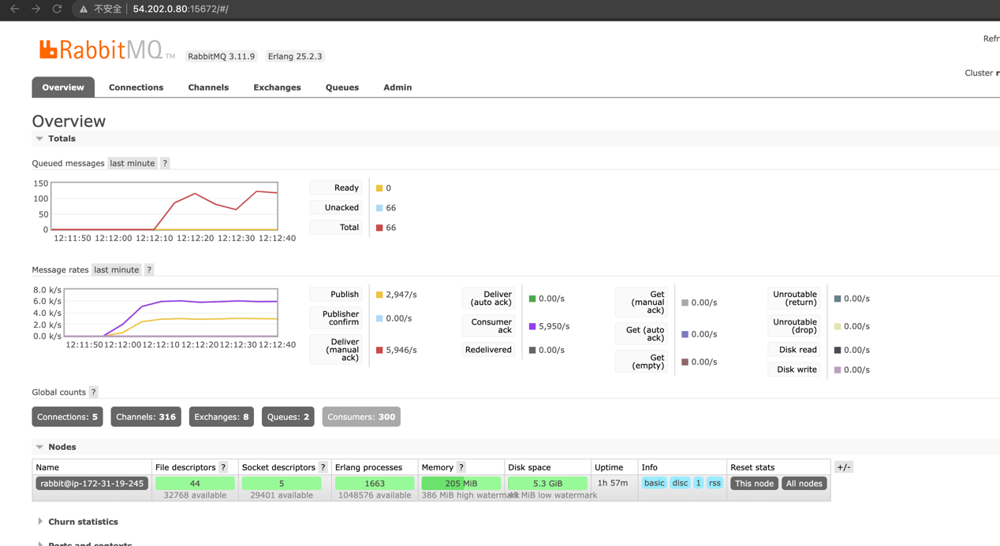 不安全 54.202.0.80:15672/#/
RabbitMQ TM RabbitMQ 3.11.9 Erlang 25.2.3
Refr
Cluster r
Overview Connections Channels Exchanges Queues Admin
Overview
Totals
Queued messages last minute ?
150
100
50
0
12:11:50 12:12:00 12:12:10 12:12:20 12:12:30 12:12:40
Ready 0
Unacked 66
Total 66
Message rates last minute ?
8.0 k/s
6.0 k/s
4.0 k/s
2.0 k/s
0.0 k/s
12:11:50 12:12:00 12:12:10 12:12:20 12:12:30 12:12:40
Publish 2,947/s
Publisher
confirm 0.00/s
Deliver
(manual
ack) 5,946/s
Deliver
(auto ack) 0.00/s
Consumer
ack 5,950/s
Redelivered 0.00/s
Get
(manual
ack) 0.00/s
Get (auto
ack) 0.00/s
Get
(empty) 0.00/s
Unroutable
(return) 0.00/s
Unroutable
(drop) 0.00/s
Disk read 0.00/s
Disk write 0.00/s
Global counts ?
Connections: 5 Channels: 316 Exchanges: 8 Queues: 2 Consumers: 300
Nodes
Name File descriptors ? Socket descriptors ? Erlang processes Memory ? Disk space Uptime Info Reset stats +/-
rabbit@ip-172-31-19-245 44 5 1663 205 MiB 5.3 GiB 1h 57m basic disc 1 rss This node All nodes
32768 available 29401 available 1048576 available 386 MiB high watermark 48 MiB low watermark
Churn statistics
Ports and contexts